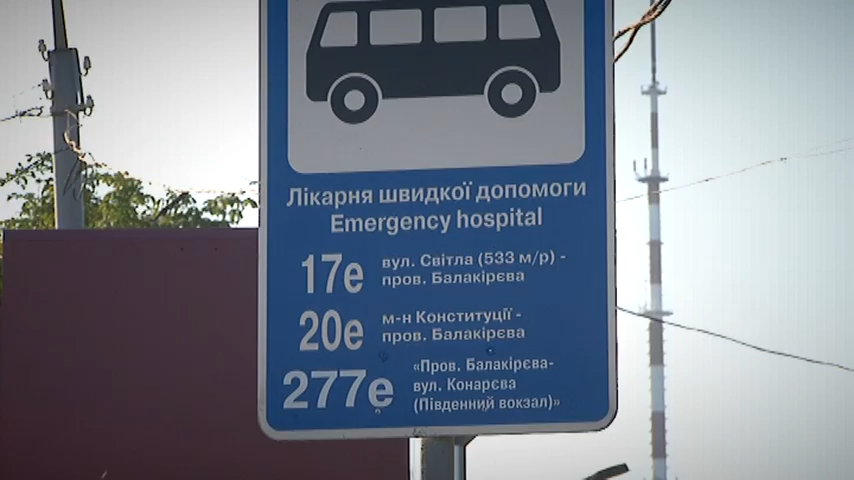 Лікарня швидкої допомоги
Emergency hospital
17е вул. Світла (533 м/р) -
пров. Балакірєва
20е м-н Конституції -
пров. Балакірєва
277е «Пров. Балакірєва-
вул. Конарєва
(Південний вокзал)»